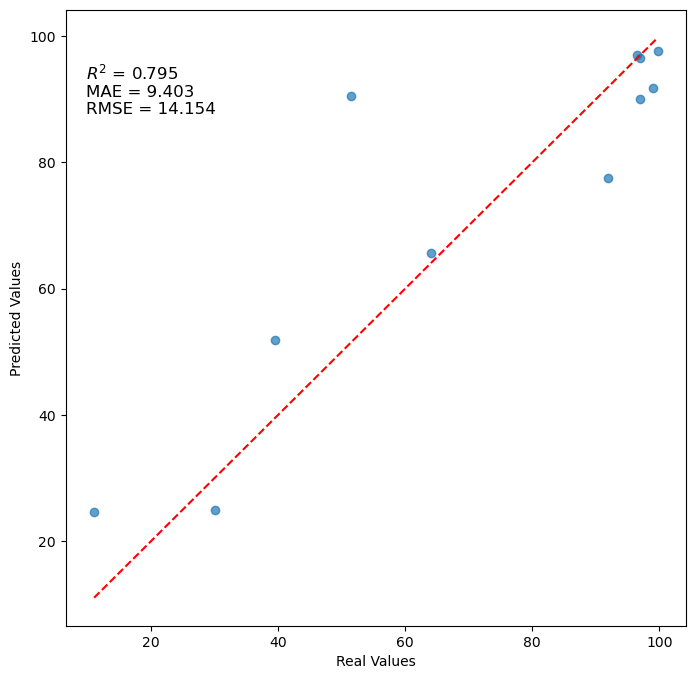 100
80
60
40
20
R² = 0.795
MAE = 9.403
RMSE = 14.154
Predicted Values
20 40 60 80 100
Real Values